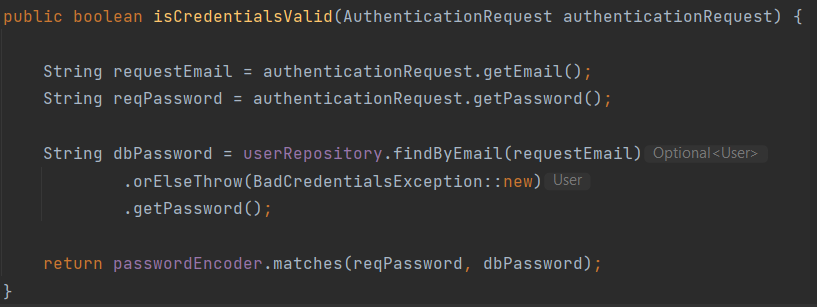 public boolean isCredentialsValid(AuthenticationRequest authenticationRequest) {
String requestEmail = authenticationRequest.getEmail();
String reqPassword = authenticationRequest.getPassword();
String dbPassword = userRepository.findByEmail(requestEmail) Optional<User>
.orElseThrow(BadCredentialsException::new) User
.getPassword();
return passwordEncoder.matches(reqPassword, dbPassword);
}